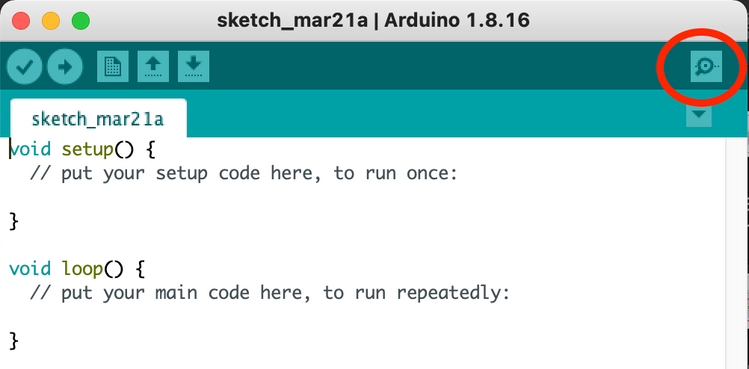 sketch_mar21a | Arduino 1.8.16
sketch_mar21a
void setup() {
  // put your setup code here, to run once:
}
void loop() {
  // put your main code here, to run repeatedly:
}